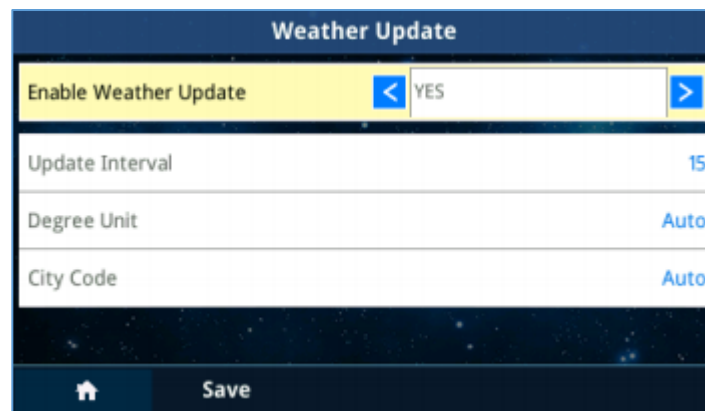 Weather Update
Enable Weather Update < YES >
Update Interval 15
Degree Unit Auto
City Code Auto
Save